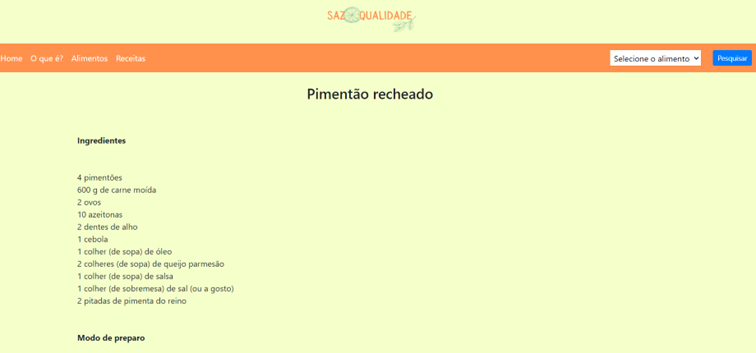 SAZ QUALIDADE
Home O que é? Alimentos Receitas Selecione o alimento Pesquisar
Pimentão recheado
Ingredientes
4 pimentões
600 g de carne moída
2 ovos
10 azeitonas
2 dentes de alho
1 cebola
1 colher (de sopa) de óleo
2 colheres (de sopa) de queijo parmesão
1 colher (de sopa) de salsa
1 colher (de sobremesa) de sal (ou a gosto)
2 pitadas de pimenta do reino
Modo de preparo